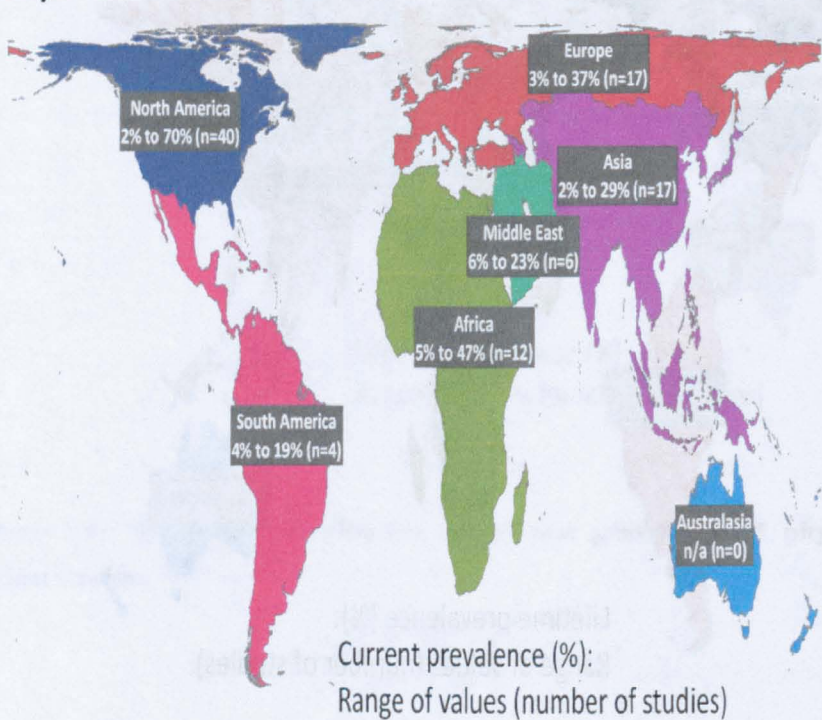 Europe
3% to 37% (n=17)
North America
2% to 70% (n=40)
Asia
2% to 29% (n=17)
Middle East
6% to 23% (n=6)
Africa
5% to 47% (n=12)
South America
4% to 19% (n=4)
Australasia
n/a (n=0)
Current prevalence (%):
Range of values (number of studies)